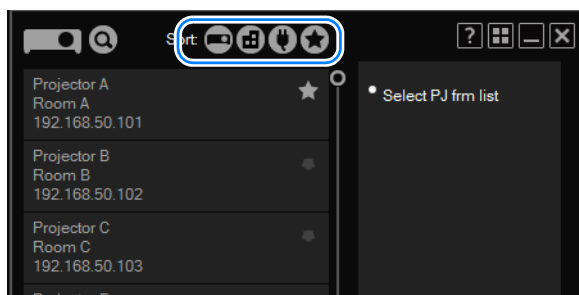 Sort:
?
Projector A
Room A
192.168.50.101
Select PJ frm list
Projector B
Room B
192.168.50.102
Projector C
Room C
192.168.50.103